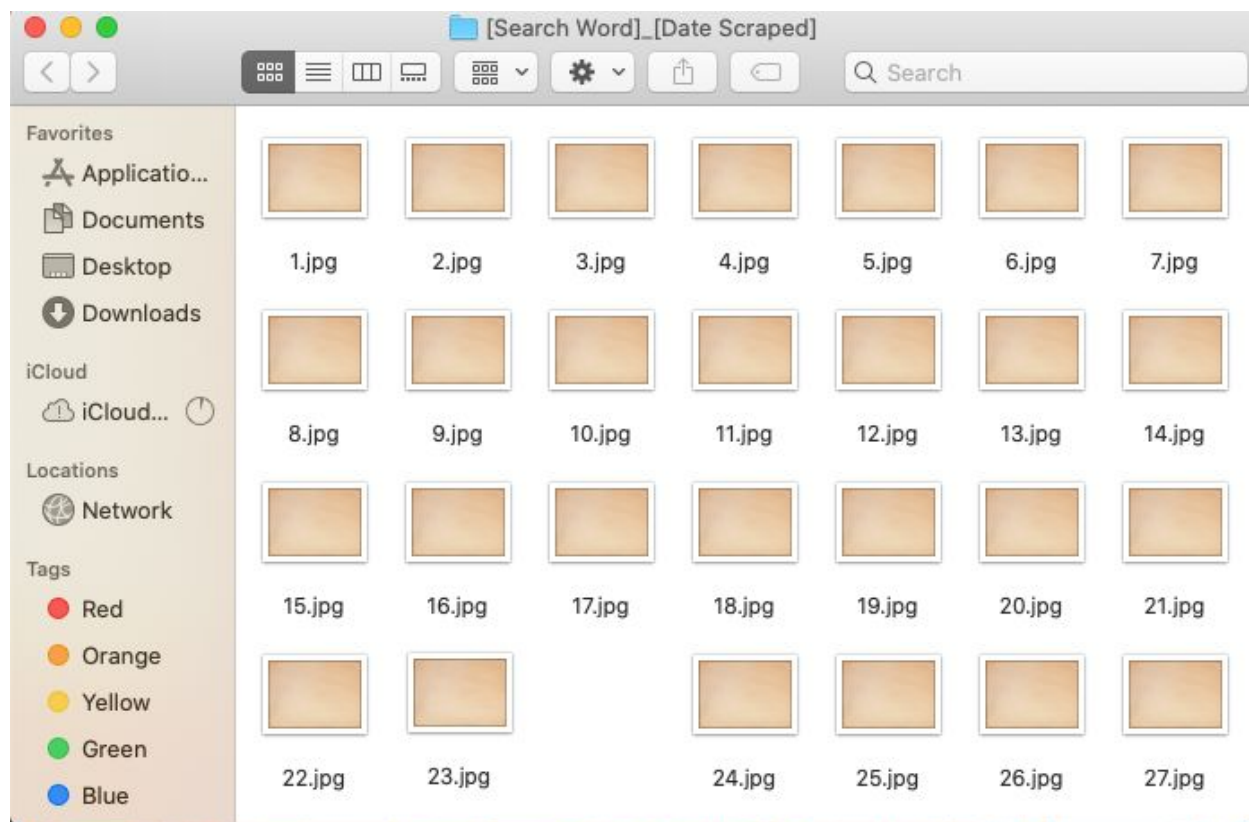 [Search Word]_[Date Scraped]
Search
Favorites
Applicatio...
Documents
Desktop
Downloads
iCloud
iCloud...
Locations
Network
Tags
Red
Orange
Yellow
Green
Blue
1.jpg 2.jpg 3.jpg 4.jpg 5.jpg 6.jpg 7.jpg
8.jpg 9.jpg 10.jpg 11.jpg 12.jpg 13.jpg 14.jpg
15.jpg 16.jpg 17.jpg 18.jpg 19.jpg 20.jpg 21.jpg
22.jpg 23.jpg 24.jpg 25.jpg 26.jpg 27.jpg